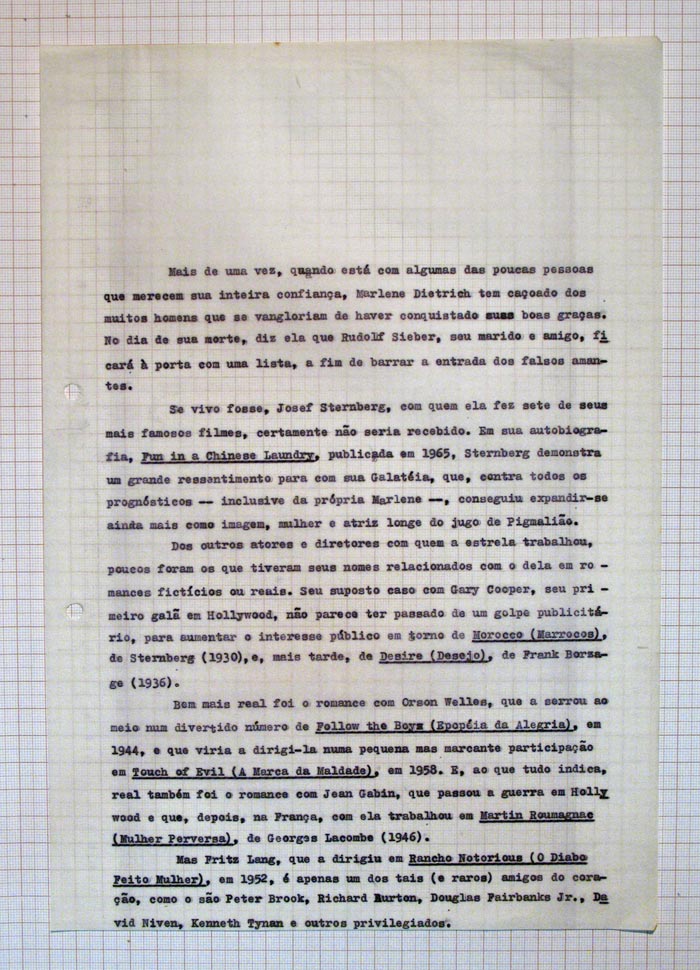 Mais de uma vez, quando está com algumas das poucas pessoas
que merecem sua inteira confiança, Marlene Dietrich tem caçoado dos
muitos homens que se vangloriam de haver conquistado suas boas graças.
No dia de sua morte, diz ela que Rudolf Sieber, seu marido e amigo, fi
cará à porta com uma lista, a fim de barrar a entrada dos falsos aman-
tes.
Se vivo fosse, Josef Sternberg, com quem ela fez sete de seus
mais famosos filmes, certamente não seria recebido. Em sua autobiogra-
fia, Fun in a Chinese Laundry, publicada em 1965, Sternberg demonstra
um grande ressentimento para com sua Galatéia, que, contra todos os
prognósticos -- inclusive da própria Marlene --, conseguiu expandir-se
ainda mais como imagem, mulher e atriz longe do jugo de Pigmalião.
Dos outros atores e diretores com quem a estrela trabalhou,
poucos foram os que tiveram seus nomes relacionados com o dela em ro -
mances fictícios ou reais. Seu suposto caso com Gary Cooper, seu pri -
meiro galã em Hollywood, não parece ter passado de um golpe publicitá-
rio, para aumentar o interesse público em torno de Morocco (Marrocos),
de Sternberg (1930), e, mais tarde, de Desire (Desejo), de Frank Borza-
ge (1936).
Bem mais real foi o romance com Orson Welles, que a serrou ao
meio num divertido número de Follow the Boys (Epopéia da Alegria), em
1944, e que viria a dirigi-la numa pequena mas marcante participação
em Touch of Evil (A Marca da Maldade), em 1958. E, ao que tudo indica,
real também foi o romance com Jean Gabin, que passou a guerra em Holly
wood e que, depois, na França, com ela trabalhou em Martin Roumagnac
(Mulher Perversa), de Georges Lacombe (1946).
Mas Fritz Lang, que a dirigiu em Rancho Notorious (O Diabo
Feito Mulher), em 1952, é apenas um dos tais (e raros) amigos do cora-
ção, como o são Peter Brook, Richard Burton, Douglas Fairbanks Jr., Da
vid Niven, Kenneth Tynan e outros privilegiados.